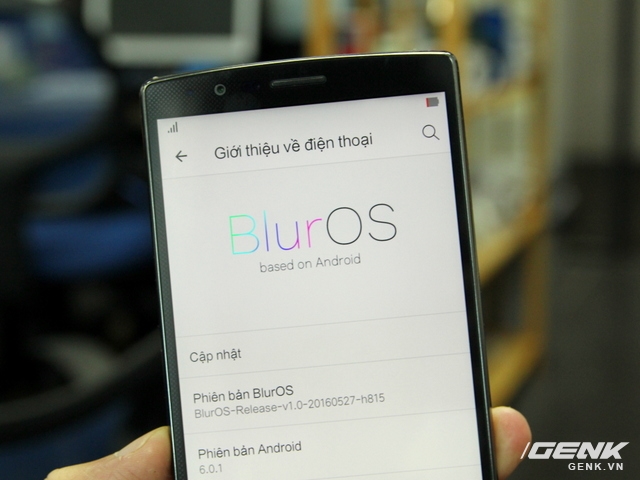 Giới thiệu về điện thoại
BlurOS
based on Android
Cập nhật
Phiên bản BlurOS
BlurOS-Release-v1.0-20160527-h815
Phiên bản Android
6.0.1
GENK
GENK.VN